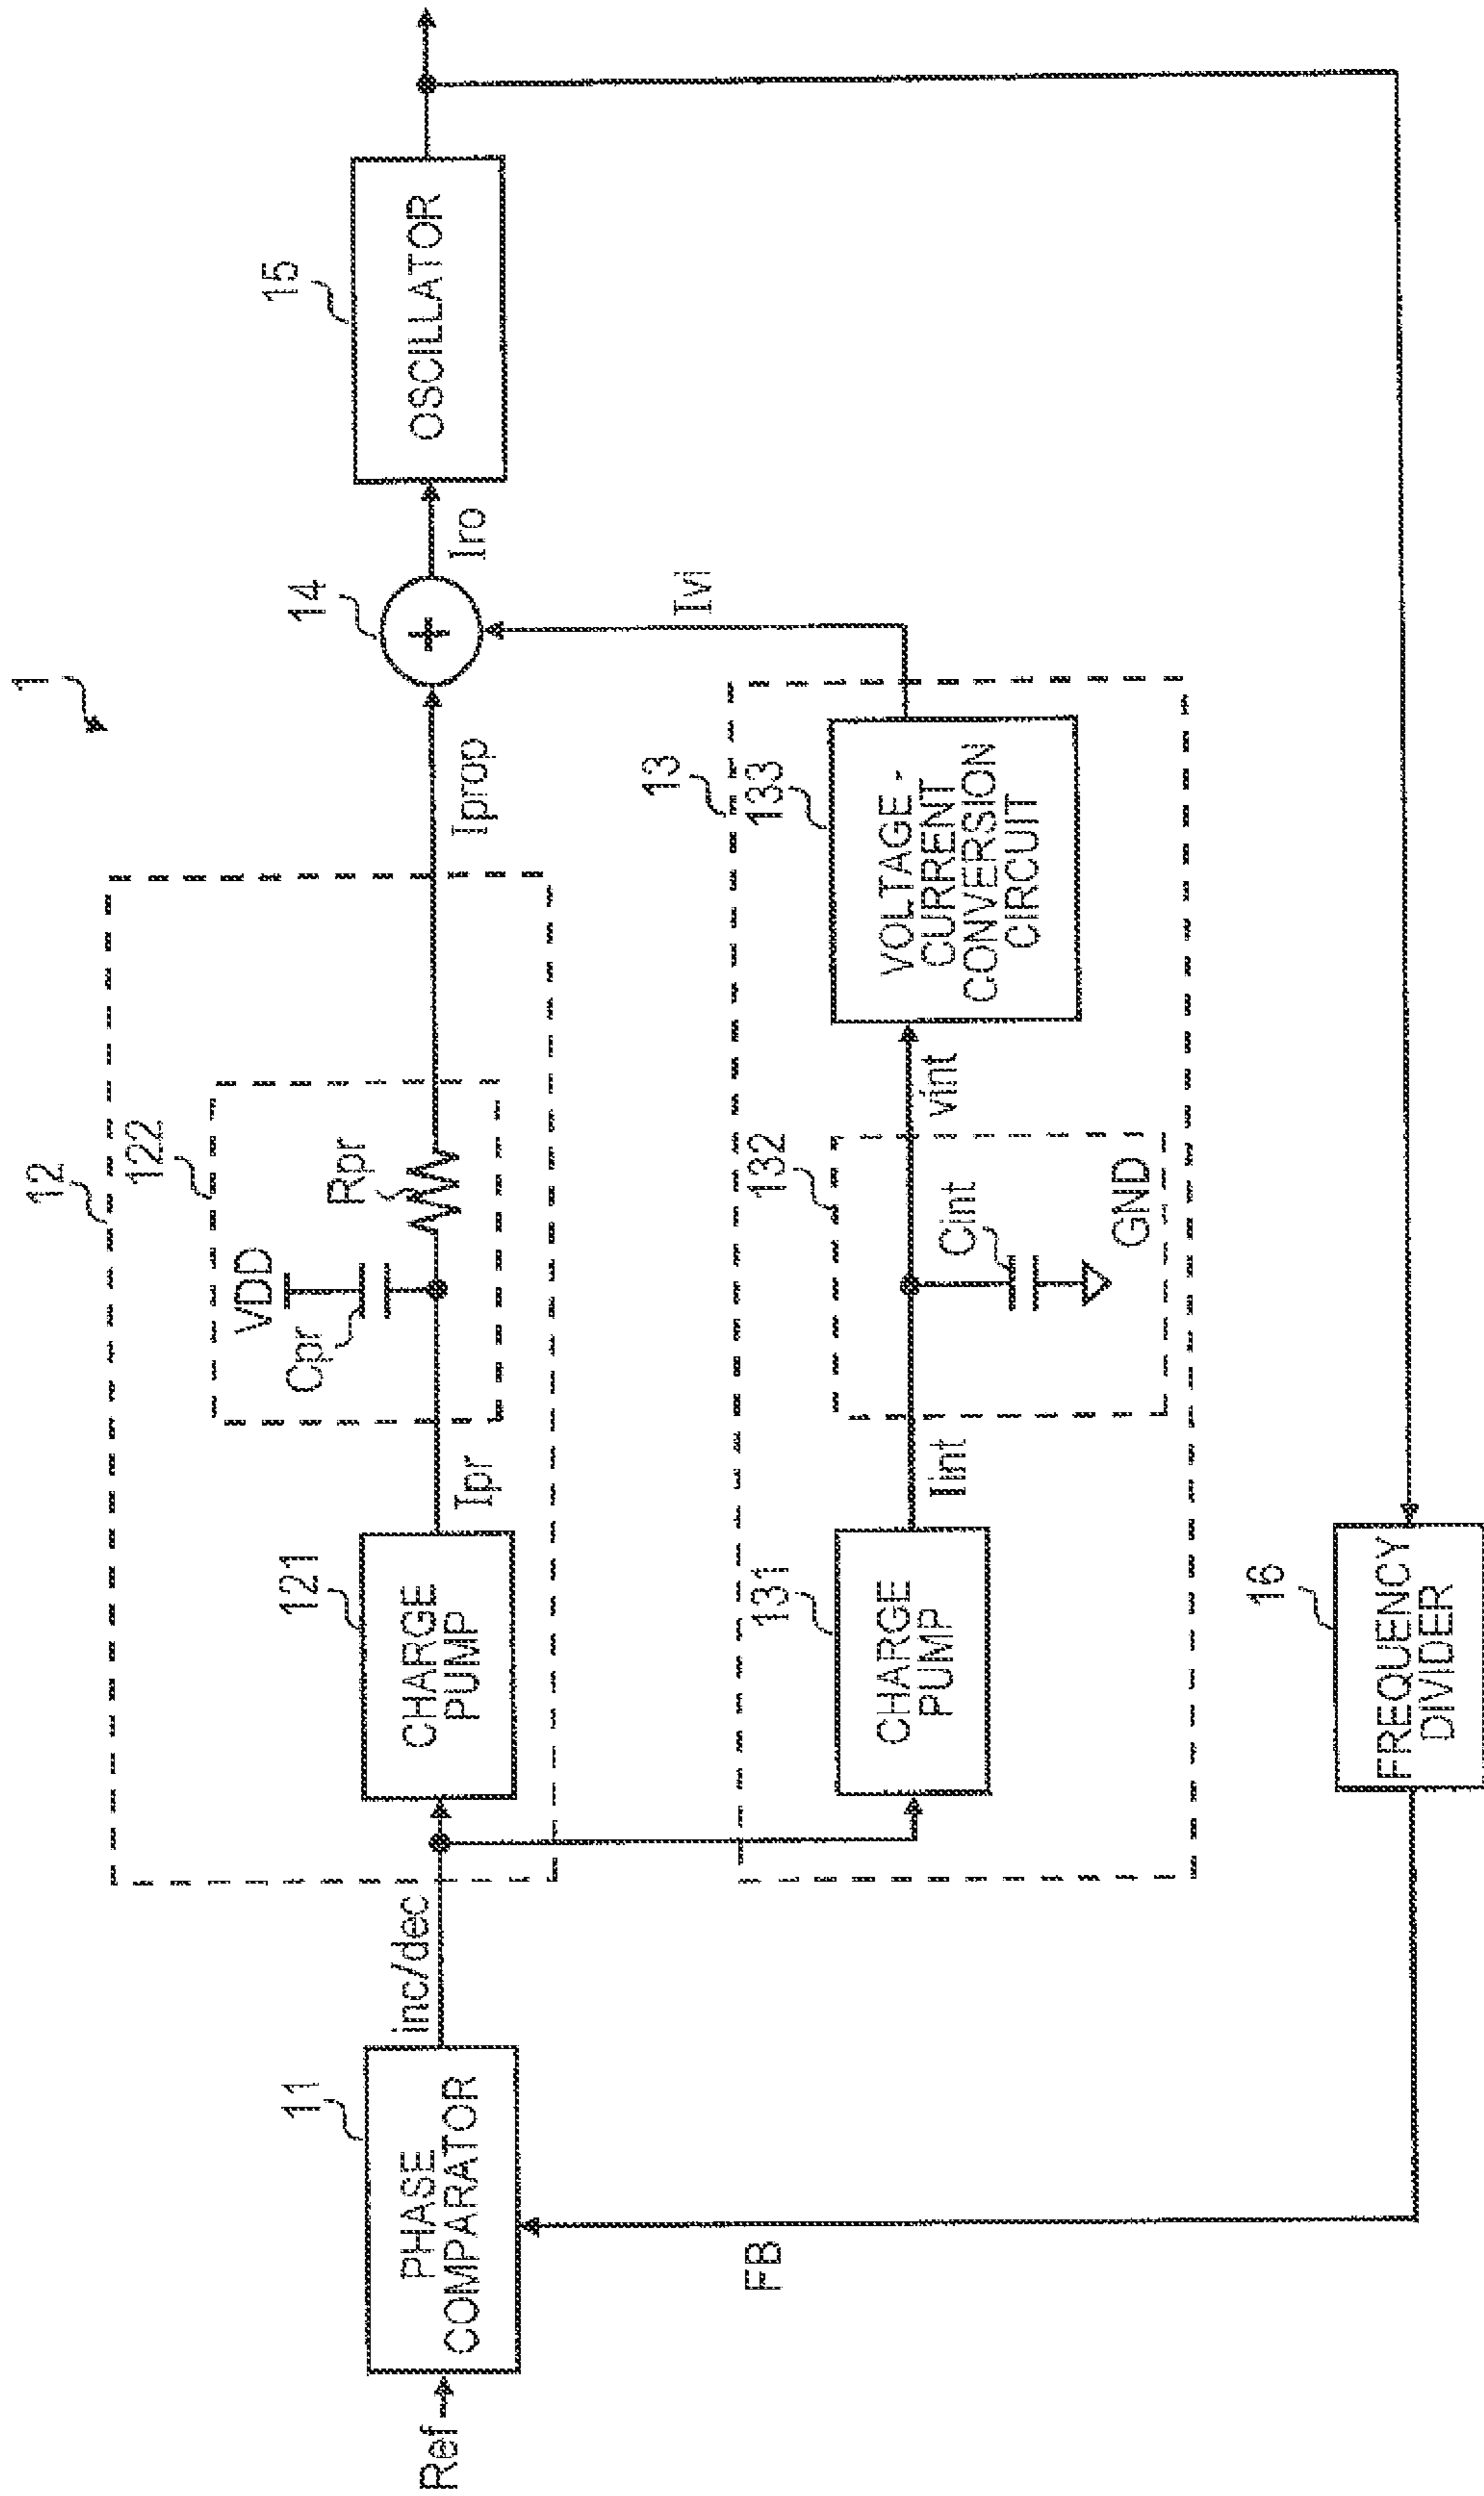 1
12
122
VDD
Cpr
Rpr
121
CHARGE
PUMP
Ipr
Iprop
14
+
Iro
15
OSCILLATOR
11
PHASE
COMPARATOR
Ref
inc/dec
13
131
CHARGE
PUMP
Iint
132
Cint
GND
vint
133
VOLTAGE-
CURRENT
CONVERSION
CIRCUIT
Ivi
FB
16
FREQUENCY
DIVIDER